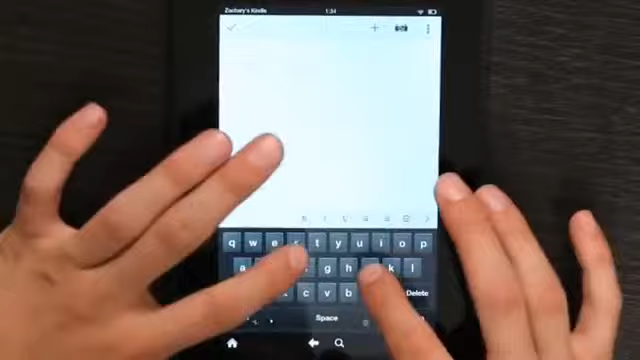 Zachary's Kindle 1:34
B I U
q w e r t y u i o p
a g h k l
c v b Delete
Space